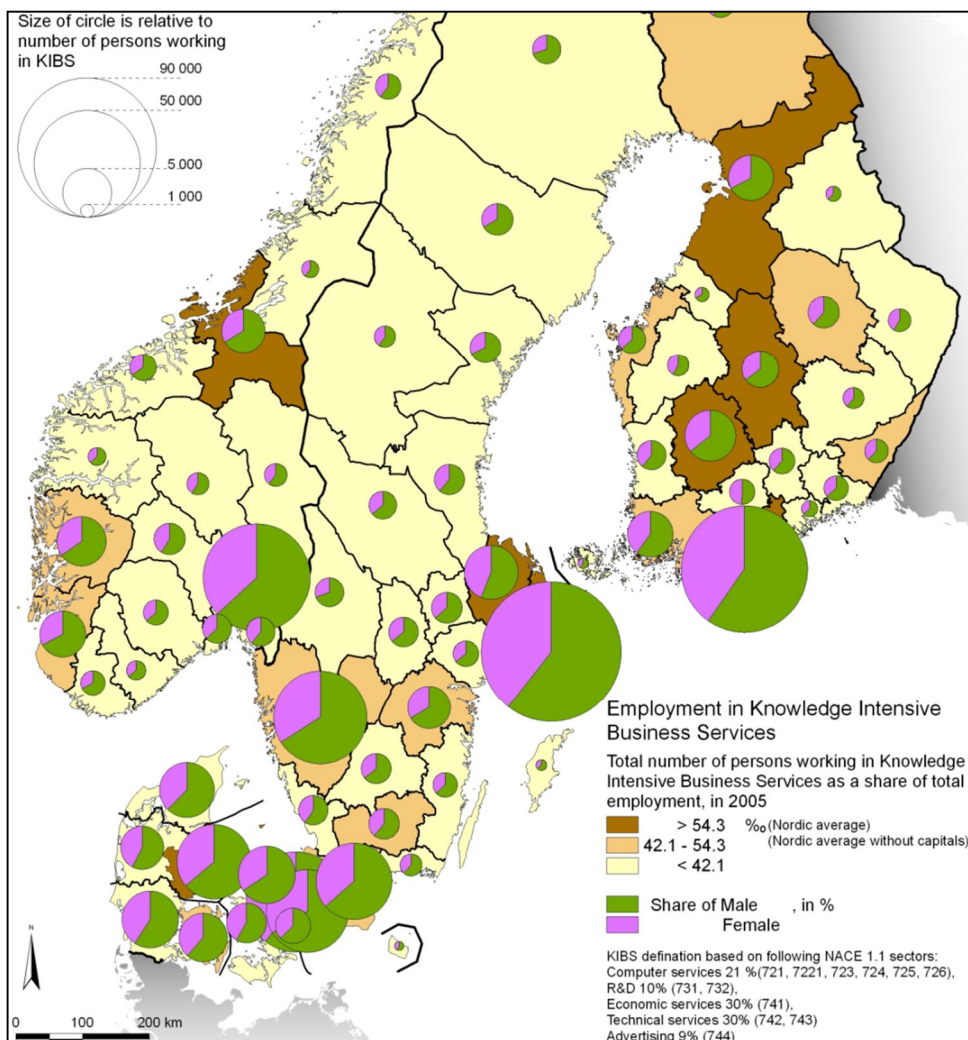 Size of circle is relative to
number of persons working
in KIBS
90 000
50 000
5 000
1 000
Employment in Knowledge Intensive
Business Services
Total number of persons working in Knowledge
Intensive Business Services as a share of total
employment, in 2005
> 54.3 ‰ (Nordic average)
42.1 - 54.3 (Nordic average without capitals)
< 42.1
Share of Male , in %
Female
KIBS defination based on following NACE 1.1 sectors:
Computer services 21 %(721, 7221, 723, 724, 725, 726),
R&D 10% (731, 732),
Economic services 30% (741),
Technical services 30% (742, 743)
Advertising 9% (744)
N
0 100 200 km